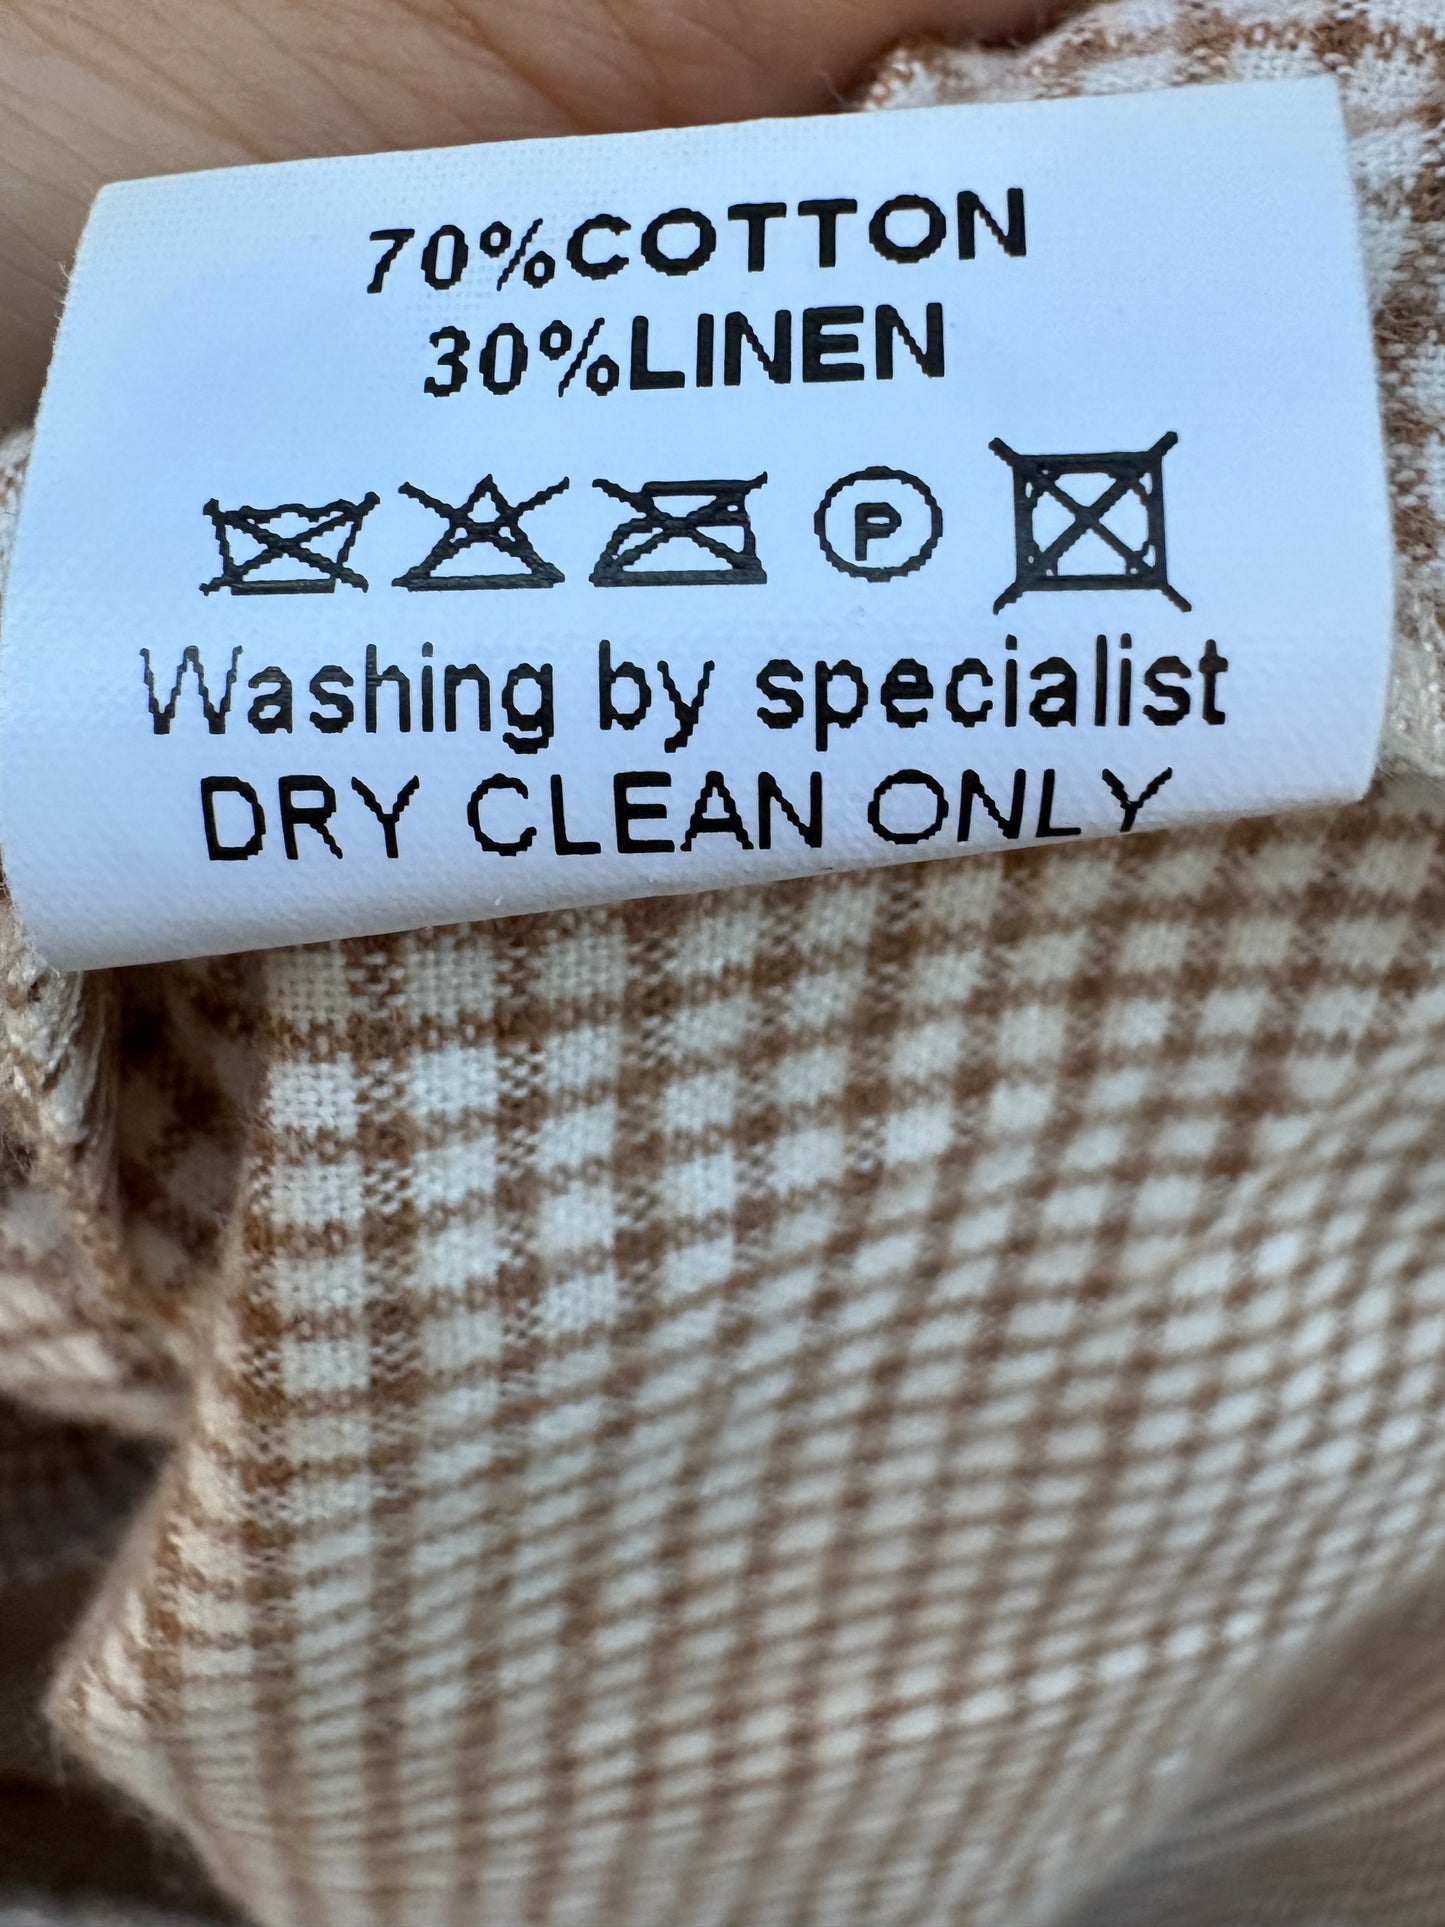 70%COTTON
30%LINEN
P
Washing by specialist
DRY CLEAN ONLY